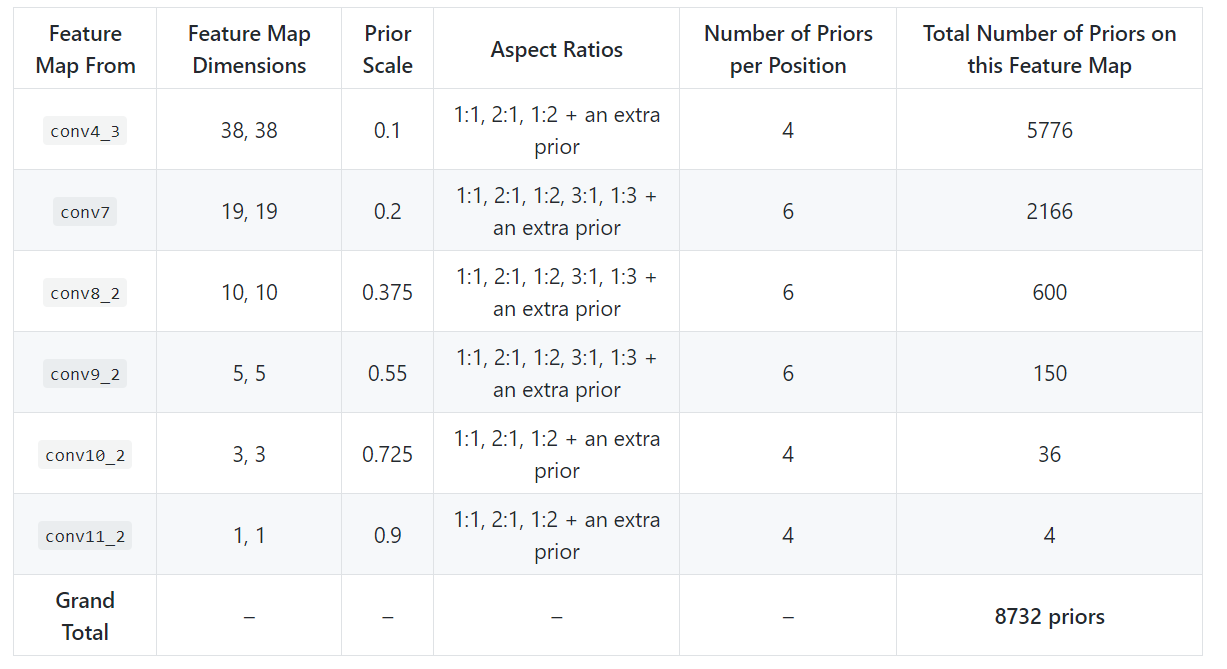 Feature Map From
Feature Map Dimensions
Prior Scale
Aspect Ratios
Number of Priors per Position
Total Number of Priors on this Feature Map
conv4_3
38, 38
0.1
1:1, 2:1, 1:2 + an extra prior
4
5776
conv7
19, 19
0.2
1:1, 2:1, 1:2, 3:1, 1:3 + an extra prior
6
2166
conv8_2
10, 10
0.375
1:1, 2:1, 1:2, 3:1, 1:3 + an extra prior
6
600
conv9_2
5, 5
0.55
1:1, 2:1, 1:2, 3:1, 1:3 + an extra prior
6
150
conv10_2
3, 3
0.725
1:1, 2:1, 1:2 + an extra prior
4
36
conv11_2
1, 1
0.9
1:1, 2:1, 1:2 + an extra prior
4
4
Grand Total
–
–
–
–
8732 priors